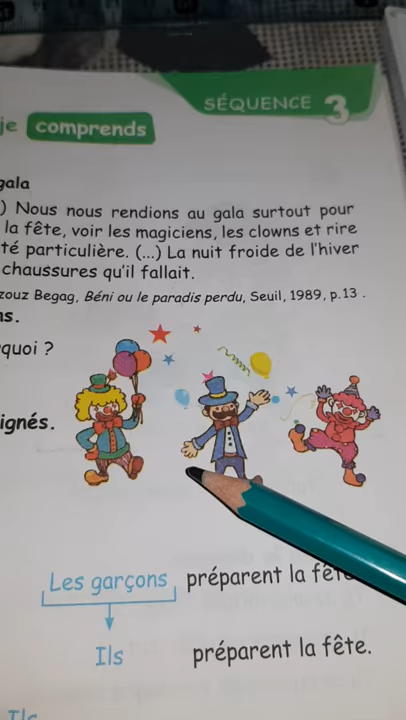 SÉQUENCE 3
je comprends
gala
) Nous nous rendions au gala surtout pour
la fête, voir les magiciens, les clowns et rire
té particulière. (...) La nuit froide de l'hiver
chaussures qu'il fallait.
zouz Begag, Béni ou le paradis perdu, Seuil, 1989, p.13 .
ns.
quoi ?
ignés.
Les garçons préparent la fête
Ils préparent la fête.
Ils